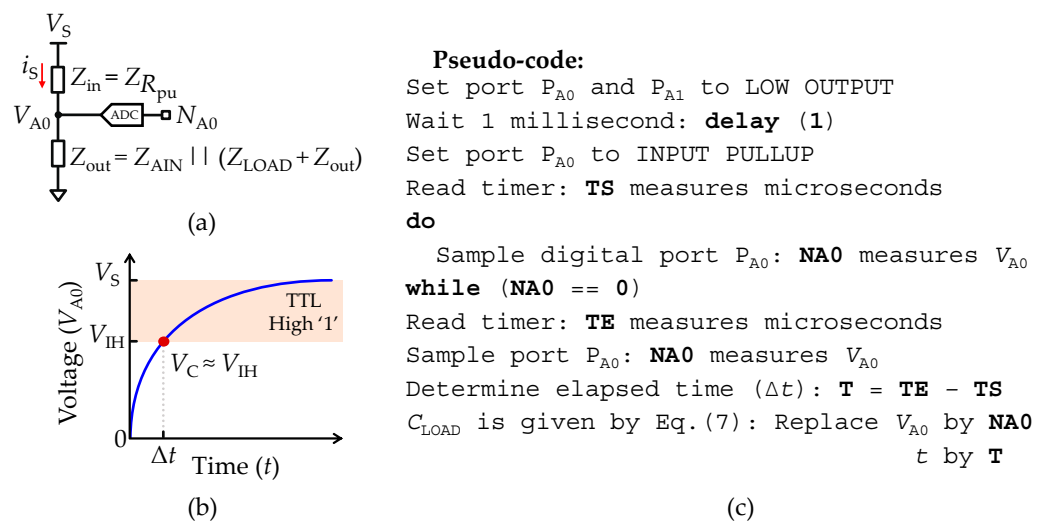 V_S
i_S
Z_in = Z_R_pu
V_A0
ADC
N_A0
Z_out = Z_AIN || (Z_LOAD + Z_out)
(a)
Voltage (V_A0)
V_S
TTL
High ‘1’
V_IH
V_C ≈ V_IH
0
Δt
Time (t)
(b)
Pseudo-code:
Set port P_A0 and P_A1 to LOW OUTPUT
Wait 1 millisecond: delay (1)
Set port P_A0 to INPUT PULLUP
Read timer: TS measures microseconds
do
Sample digital port P_A0: NA0 measures V_A0
while (NA0 == 0)
Read timer: TE measures microseconds
Sample port P_A0: NA0 measures V_A0
Determine elapsed time (Δt): T = TE – TS
C_LOAD is given by Eq.(7): Replace V_A0 by NA0
t by T
(c)